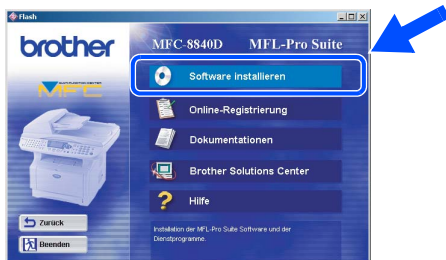 Flash
brother
MFC-8840D MFL-Pro Suite
MFC
Software installieren
Online-Registrierung
Dokumentationen
Brother Solutions Center
Hilfe
Zurück
Beenden
Installation der MFL-Pro Suite Software und der
Dienstprogramme.